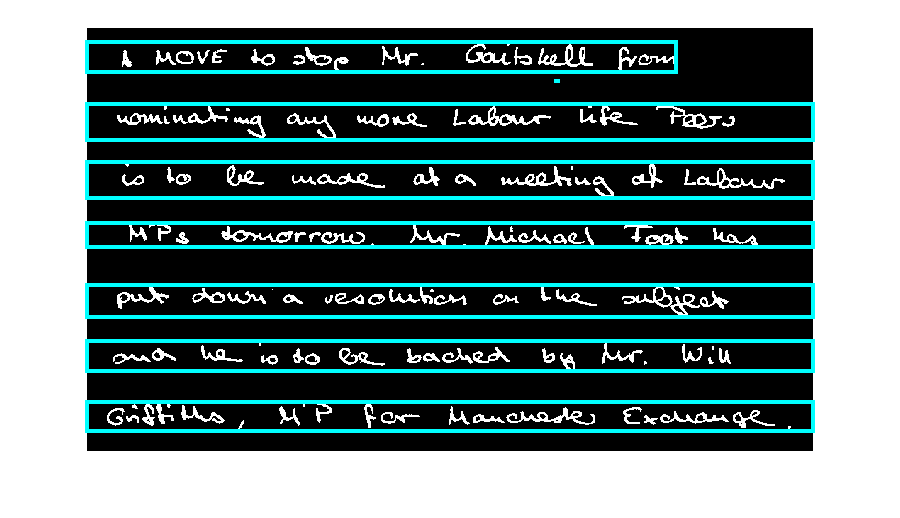 A MOVE to stop Mr. Gaitskell from
nominating any more Labour life Peers
is to be made at a meeting of Labour
MPs tomorrow. Mr. Michael Foot has
put down a resolution on the subject
and he is to be backed by Mr. Will
Griffiths, MP for Manchester Exchange.